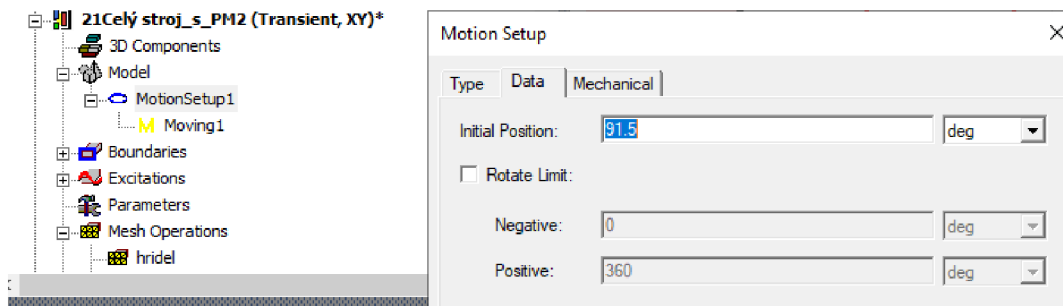 21Celý stroj_s_PM2 (Transient, XY)*
3D Components
Model
MotionSetup1
Moving1
Boundaries
Excitations
Parameters
Mesh Operations
hridel
Motion Setup
Type Data Mechanical
Initial Position: 91.5 deg
Rotate Limit:
Negative: 0 deg
Positive: 360 deg